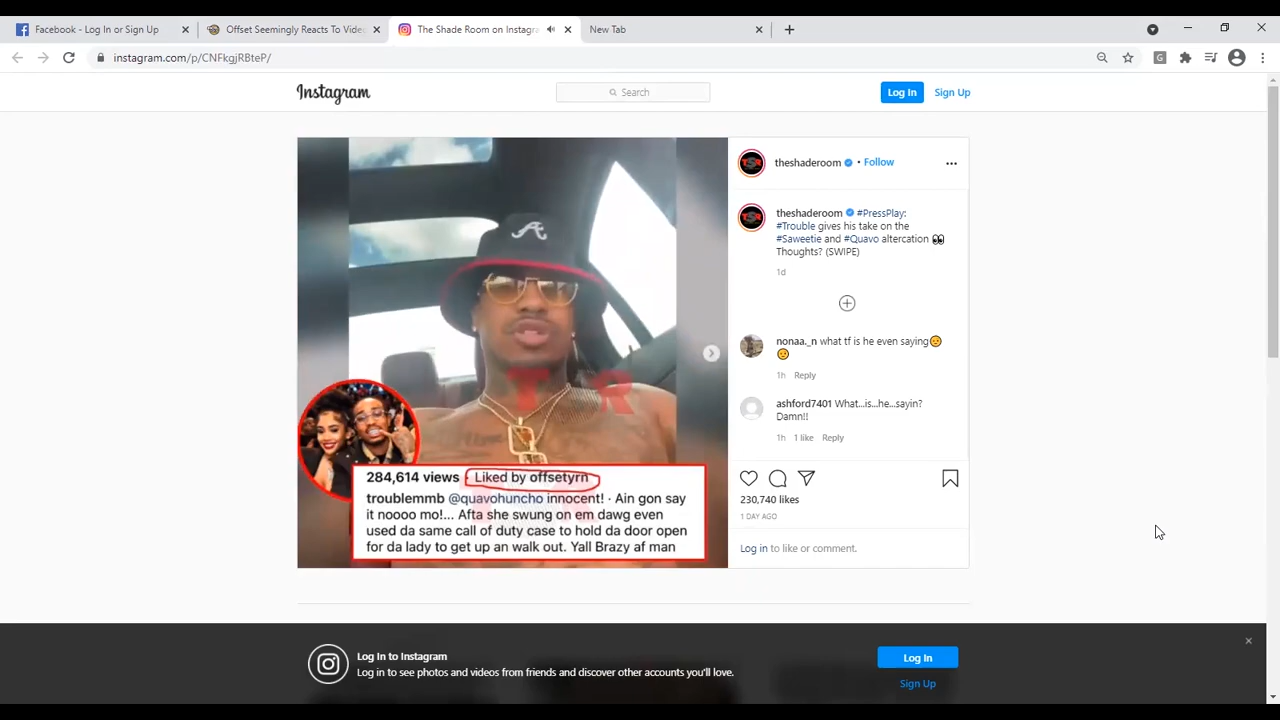 Facebook - Log In or Sign Up
Offset Seemingly Reacts To Vide
The Shade Room on Instagra
New Tab
instagram.com/p/CNFkgjRBteP/
Instagram
Search
Log In
Sign Up
theshaderoom • Follow
theshaderoom #PressPlay:
#Trouble gives his take on the
#Saweetie and #Quavo altercation 👀
Thoughts? (SWIPE)
1d
nonaa._n what tf is he even saying
1h Reply
ashford7401 What...is...he...sayin?
Damn!!
1h 1 like Reply
230,740 likes
1 DAY AGO
Log in to like or comment.
TSR
284,614 views · Liked by offsetyrn
troublemmb @quavohuncho innocent! · Ain gon say
it noooo mo!... Afta she swung on em dawg even
used da same call of duty case to hold da door open
for da lady to get up an walk out. Yall Brazy af man
Log In to Instagram
Log in to see photos and videos from friends and discover other accounts you'll love.
Log In
Sign Up